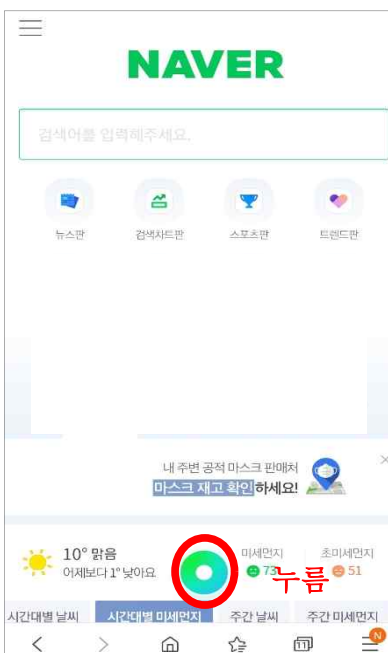 NAVER
검색어를 입력해주세요.
뉴스판 검색차트판 스포츠판 트렌드판
내 주변 공적 마스크 판매처
마스크 재고 확인하세요!
10° 맑음
어제보다 1° 낮아요
미세먼지 초미세먼지
73 51
누름
시간대별 날씨 시간대별 미세먼지 주간 날씨 주간 미세먼지
11
N